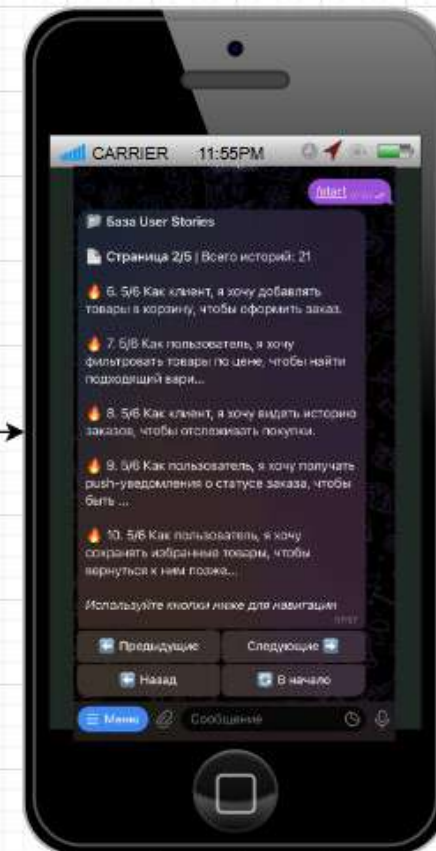 CARRIER 11:55PM
/start
База User Stories
Страница 2/5 | Всего историй: 21
6. 5/6 Как клиент, я хочу добавлять
товары в корзину, чтобы оформить заказ.
7. 5/6 Как пользователь, я хочу
фильтровать товары по цене, чтобы найти
подходящий вари...
8. 5/6 Как клиент, я хочу видеть историю
заказов, чтобы отслеживать покупки.
9. 5/6 Как пользователь, я хочу получать
push-уведомления о статусе заказа, чтобы
быть ...
10. 5/6 Как пользователь, я хочу
сохранять избранные товары, чтобы
вернуться к ним позже...
Используйте кнопки ниже для навигации
Предыдущие Следующие
Назад В начало
Меню Сообщение